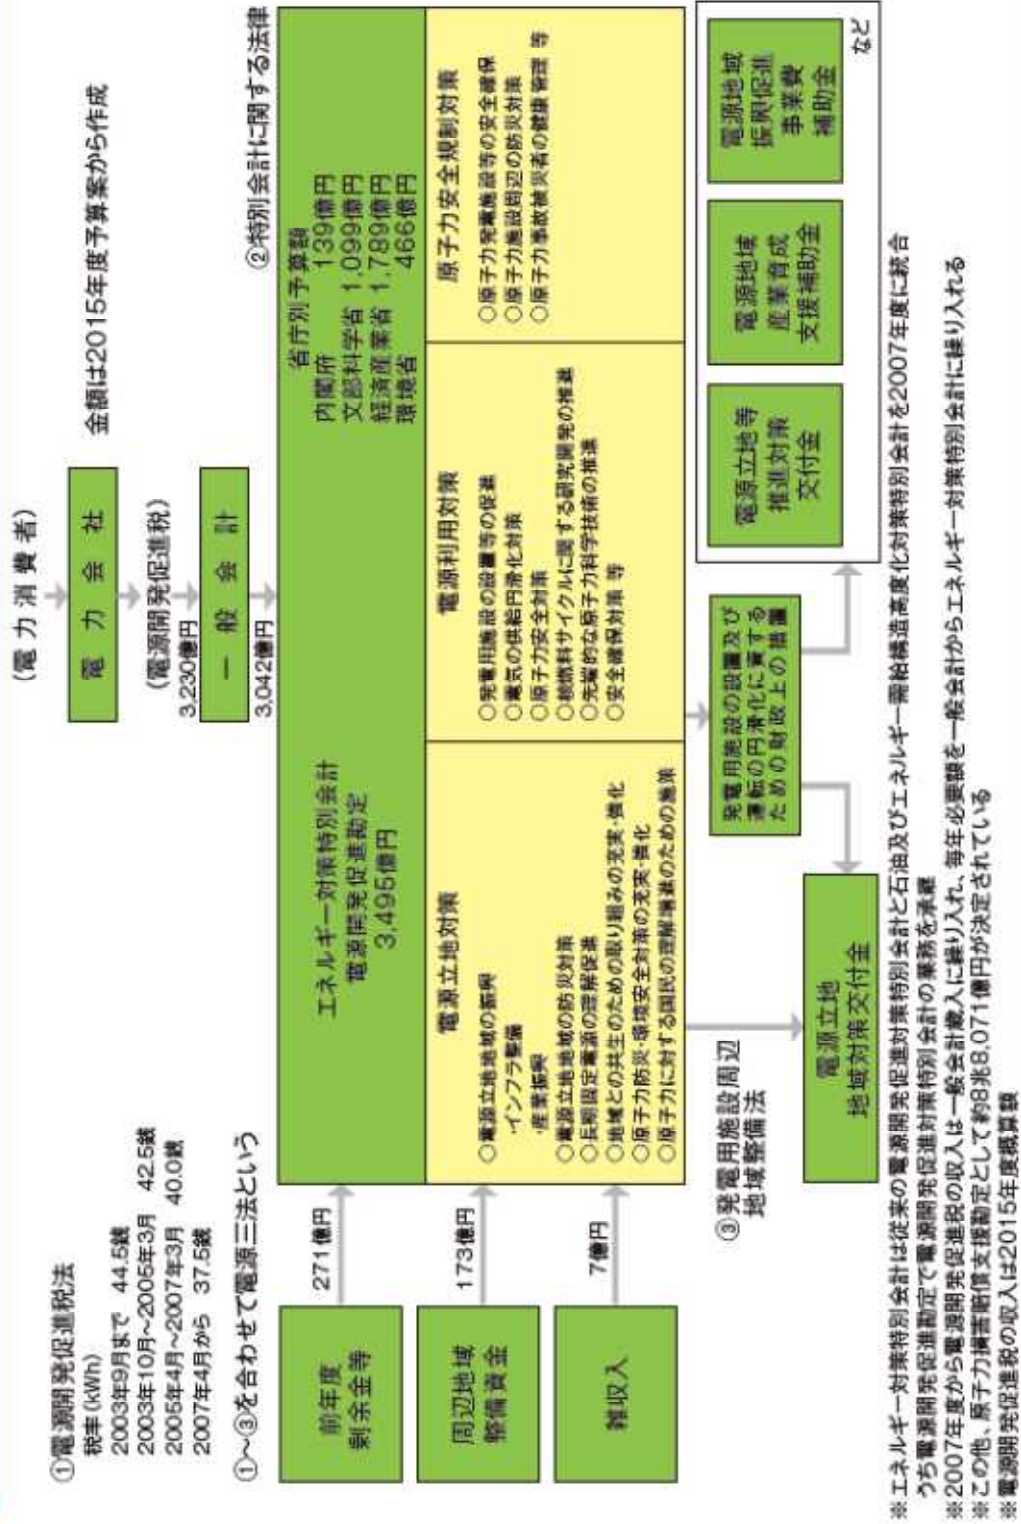 (電力消費者)
電力会社
金額は2015年度予算案から作成
(電源開発促進税)
3,230億円
一般会計
3,042億円
①電源開発促進税法
税率(kWh)
2003年9月まで 44.5銭
2003年10月~2005年3月 42.5銭
2005年4月~2007年3月 40.0銭
2007年4月から 37.5銭
①~③を合わせて電源三法という
②特別会計に関する法律
前年度
剰余金等
271億円
周辺地域
整備資金
173億円
雑収入
7億円
エネルギー対策特別会計
電源開発促進勘定
3,495億円
省庁別予算額
内閣府 139億円
文部科学省 1,099億円
経済産業省 1,789億円
環境省 466億円
電源立地対策
○電源立地地域の振興
・インフラ整備
・産業振興
○電源立地地域の防災対策
○長期固定電源の理解促進
○地域との共生のための取り組みの充実・強化
○原子力防災・環境安全対策の充実・強化
○原子力に対する国民の理解増進のための施策
電源利用対策
○発電用施設の設置等の促進
○電気の供給円滑化対策
○原子力安全対策
○核燃料サイクルに関する研究開発の推進
○先端的な原子力科学技術の推進
○安全確保対策 等
原子力安全規制対策
○原子力発電施設等の安全確保
○原子力施設周辺の防災対策
○原子力事故被災者の健康管理 等
③発電用施設周辺
地域整備法
発電用施設の設置及び
運転の円滑化に資する
ための財政上の措置
電源立地
地域対策交付金
電源立地等
推進対策
交付金
電源地域
産業育成
支援補助金
電源地域
振興促進
事業費
補助金
など
※エネルギー対策特別会計は従来の電源開発促進対策特別会計と石油及びエネルギー需給構造高度化対策特別会計を2007年度に統合
うち電源開発促進勘定で電源開発促進対策特別会計の業務を承継
※2007年度から電源開発促進税の収入は一般会計歳入に繰り入れ、毎年必要額を一般会計からエネルギー対策特別会計に繰り入れる
※この他、原子力損害賠償支援勘定として約8兆8,071億円が決定されている
※電源開発促進税の収入は2015年度概算額